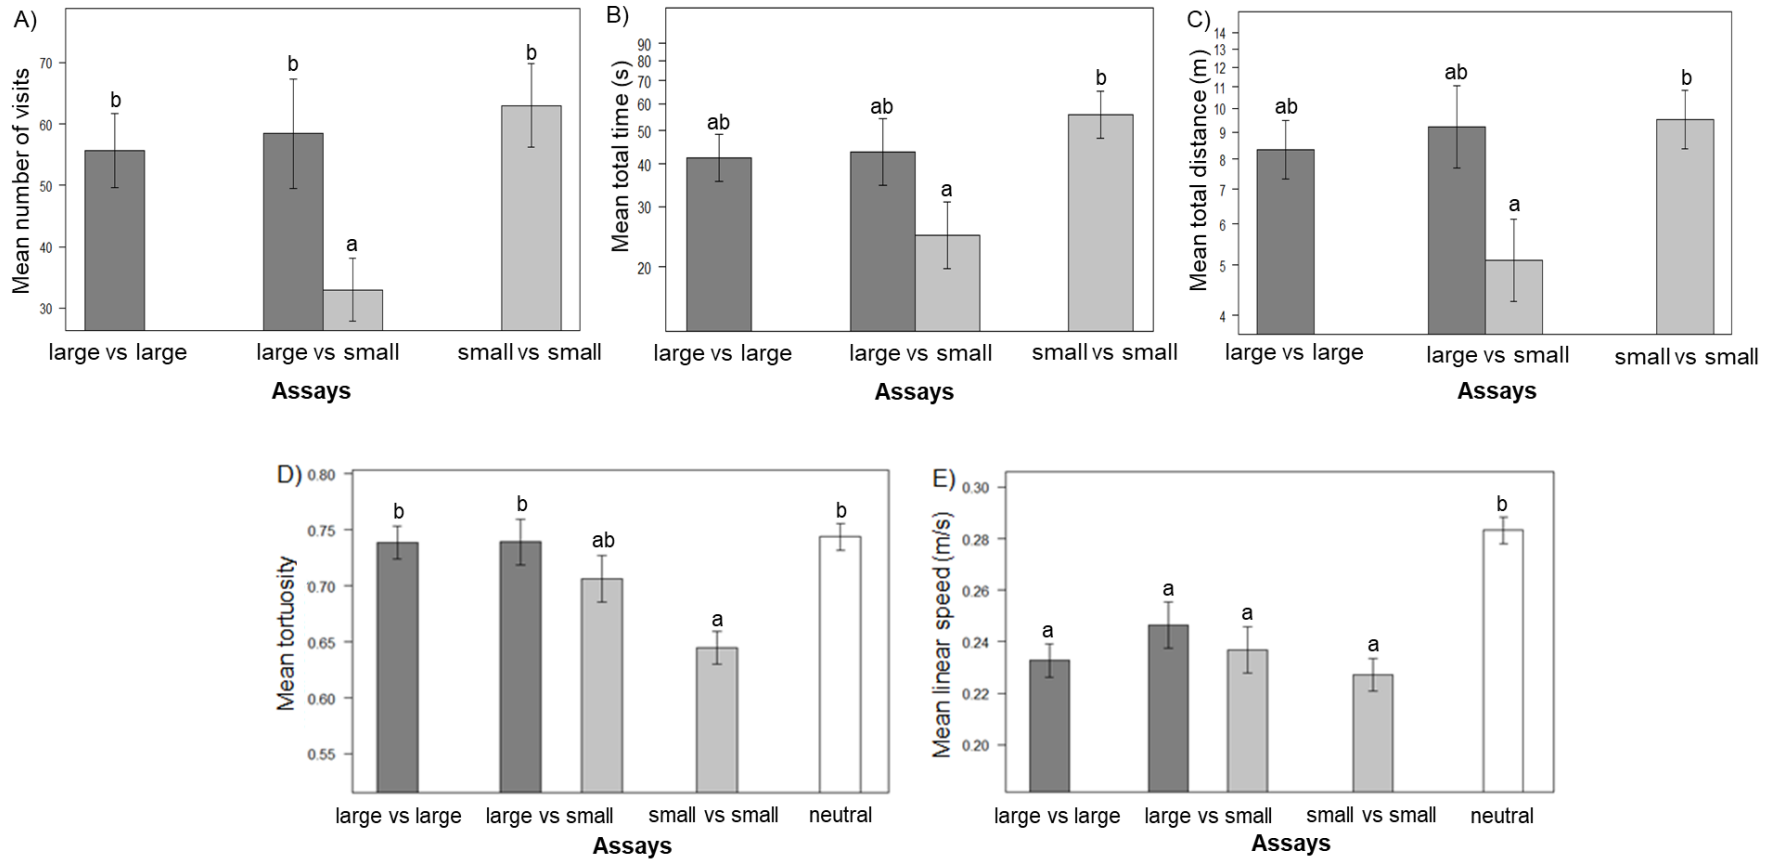 A)
Mean number of visits
70
60
50
40
30
b
b
a
b
large vs large
large vs small
small vs small
Assays
B)
Mean total time (s)
90
80
70
60
50
40
30
20
ab
ab
a
b
large vs large
large vs small
small vs small
Assays
C)
Mean total distance (m)
14
13
12
11
10
9
8
7
6
5
4
ab
ab
a
b
large vs large
large vs small
small vs small
Assays
D)
Mean tortuosity
0.80
0.75
0.70
0.65
0.60
0.55
b
b
ab
a
b
large vs large
large vs small
small vs small
neutral
Assays
E)
Mean linear speed (m/s)
0.30
0.28
0.26
0.24
0.22
0.20
a
a
a
a
b
large vs large
large vs small
small vs small
neutral
Assays